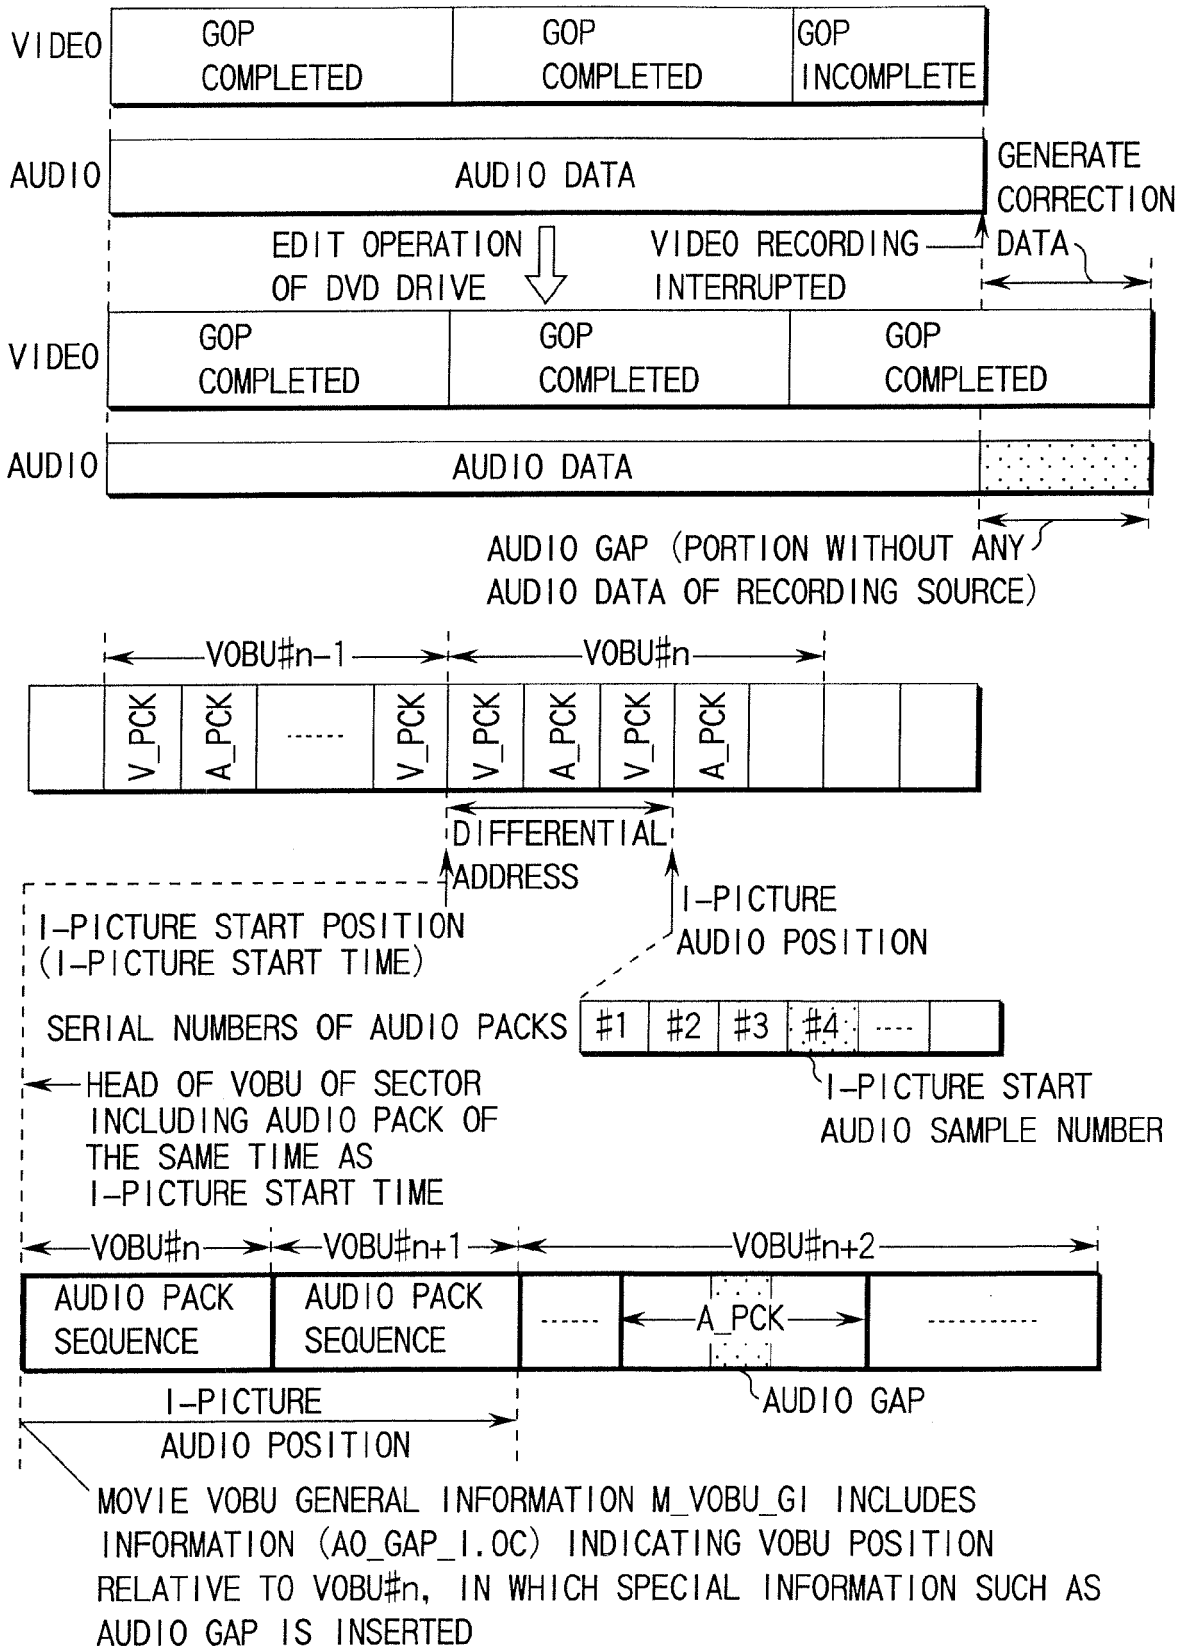 VIDEO
GOP COMPLETED
GOP COMPLETED
GOP INCOMPLETE
AUDIO
AUDIO DATA
GENERATE
CORRECTION
DATA
EDIT OPERATION
OF DVD DRIVE
VIDEO RECORDING
INTERRUPTED
VIDEO
GOP COMPLETED
GOP COMPLETED
GOP COMPLETED
AUDIO
AUDIO DATA
AUDIO GAP (PORTION WITHOUT ANY
AUDIO DATA OF RECORDING SOURCE)
VOBU#n-1
VOBU#n
V_PCK
A_PCK
------
V_PCK
V_PCK
A_PCK
V_PCK
A_PCK
DIFFERENTIAL
ADDRESS
I-PICTURE
AUDIO POSITION
I-PICTURE START POSITION
(I-PICTURE START TIME)
SERIAL NUMBERS OF AUDIO PACKS
#1
#2
#3
#4
----
I-PICTURE START
AUDIO SAMPLE NUMBER
HEAD OF VOBU OF SECTOR
INCLUDING AUDIO PACK OF
THE SAME TIME AS
I-PICTURE START TIME
VOBU#n
VOBU#n+1
VOBU#n+2
AUDIO PACK
SEQUENCE
AUDIO PACK
SEQUENCE
------
A_PCK
----------
AUDIO GAP
I-PICTURE
AUDIO POSITION
MOVIE VOBU GENERAL INFORMATION M_VOBU_GI INCLUDES
INFORMATION (AO_GAP_I.OC) INDICATING VOBU POSITION
RELATIVE TO VOBU#n, IN WHICH SPECIAL INFORMATION SUCH AS
AUDIO GAP IS INSERTED